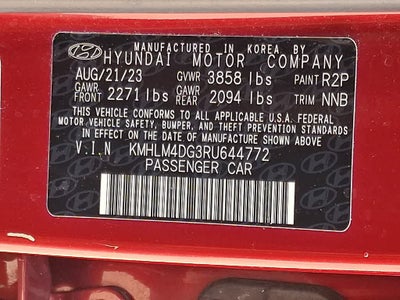 MANUFACTURED IN KOREA BY
HYUNDAI MOTOR COMPANY
AUG/21/23 GVWR 3858 lbs PAINT R2P
GAWR FRONT 2271 lbs GAWR REAR 2094 lbs TRIM NNB
THIS VEHICLE CONFORMS TO ALL APPLICABLE U.S.A. FEDERAL
MOTOR VEHICLE SAFETY, BUMPER, AND THEFT PREVENTION
STANDARDS IN EFFECT ON THE DATE OF MANUFACTURE SHOWN ABOVE.
V.I.N KMHLM4DG3RU644772
PASSENGER CAR